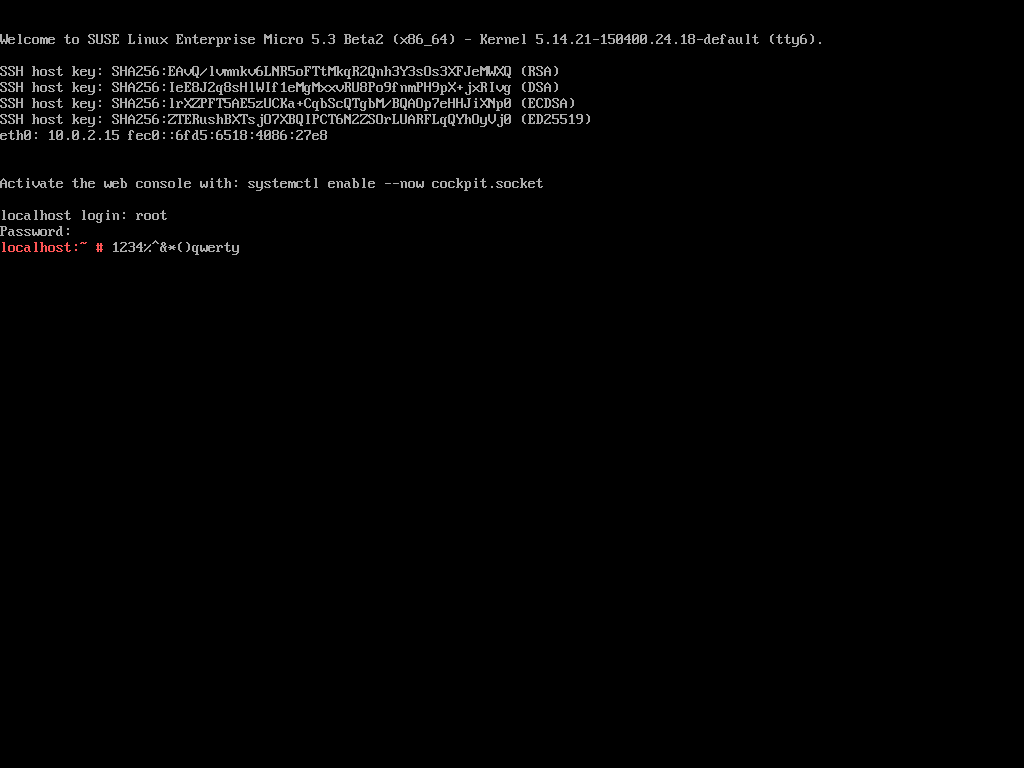 Welcome to SUSE Linux Enterprise Micro 5.3 Beta2 (x86_64) - Kernel 5.14.21-150400.24.18-default (tty6).
SSH host key: SHA256:EAvQ/lvmnkv6LNR5oFTtMkqR2Qnh3Y3sOs3XFJeMWXQ (RSA)
SSH host key: SHA256:IeE8J2q8sHlWIf1eMgMxxvRU8Po9fnmPH9pX+jxRIvg (DSA)
SSH host key: SHA256:lrXZPFT5AE5zUCKa+CqbScQTgbM/BQAOp7eHHJiXNp0 (ECDSA)
SSH host key: SHA256:ZTERushBXTsjO7XBQIPCT6N2ZSOrLUARFLqQYhOyVj0 (ED25519)
eth0: 10.0.2.15 fec0::6fd5:6518:4086:27e8
Activate the web console with: systemctl enable --now cockpit.socket
localhost login: root
Password:
localhost:~ # 1234%^&*()qwerty